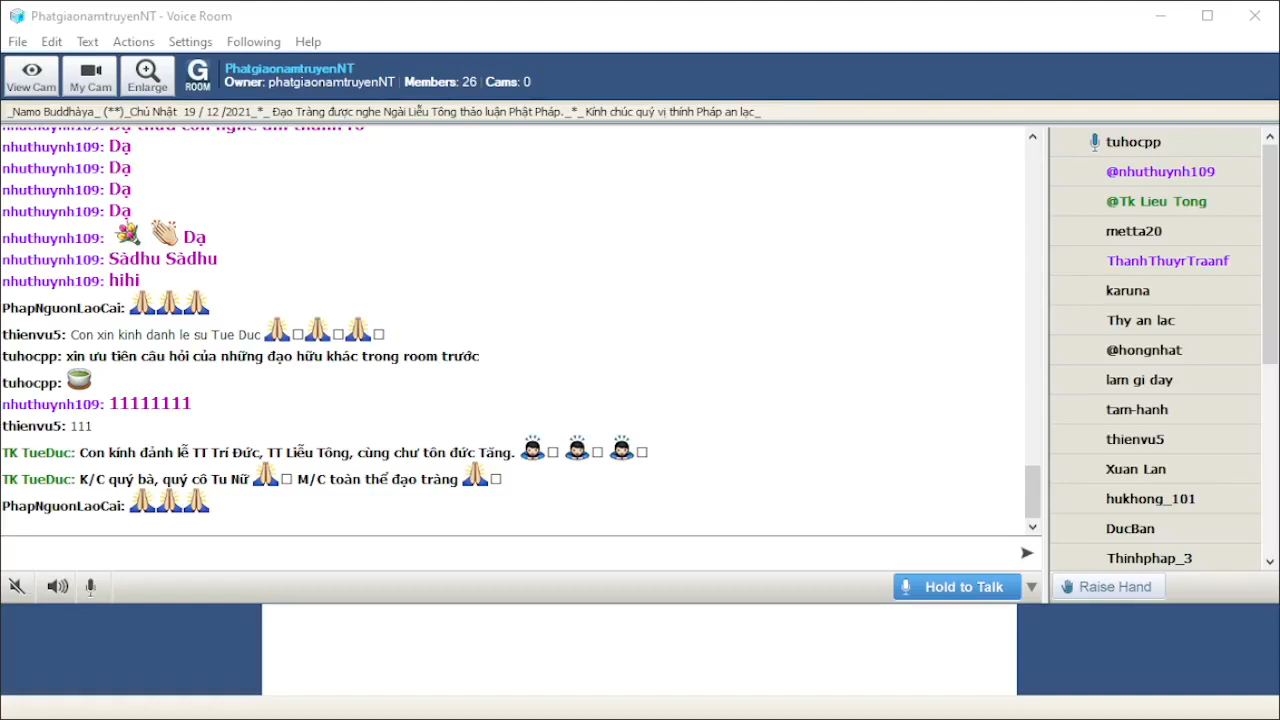 PhatgiaonamtruyenNT - Voice Room
File Edit Text Actions Settings Following Help
View Cam My Cam Enlarge G ROOM
PhatgiaonamtruyenNT
Owner: phatgiaonamtruyenNT Members: 26 Cams: 0
_Namo Buddhàya_ (**)_Chủ Nhật 19 / 12 /2021_*_ Đạo Tràng được nghe Ngài Liễu Tông thảo luận Phật Pháp._*_Kính chúc quý vị thính Pháp an lạc_
nhuthuynh109: Dạ
nhuthuynh109: Dạ
nhuthuynh109: Dạ
nhuthuynh109: Dạ
nhuthuynh109: Dạ
nhuthuynh109: Sàdhu Sàdhu
nhuthuynh109: hihi
PhapNguonLaoCai:
thienvu5: Con xin kinh danh le su Tue Duc
tuhocpp: xin ưu tiên câu hỏi của những đạo hữu khác trong room trước
tuhocpp:
nhuthuynh109: 11111111
thienvu5: 111
TK TueDuc: Con kính đảnh lễ TT Trí Đức, TT Liễu Tông, cùng chư tôn đức Tăng.
TK TueDuc: K/C quý bà, quý cô Tu Nữ M/C toàn thể đạo tràng
PhapNguonLaoCai:
Hold to Talk
tuhocpp
@nhuthuynh109
@Tk Lieu Tong
metta20
ThanhThuyrTraanf
karuna
Thy an lac
@hongnhat
lam gi day
tam-hanh
thienvu5
Xuan Lan
hukhong_101
DucBan
Thinhphap_3
Raise Hand